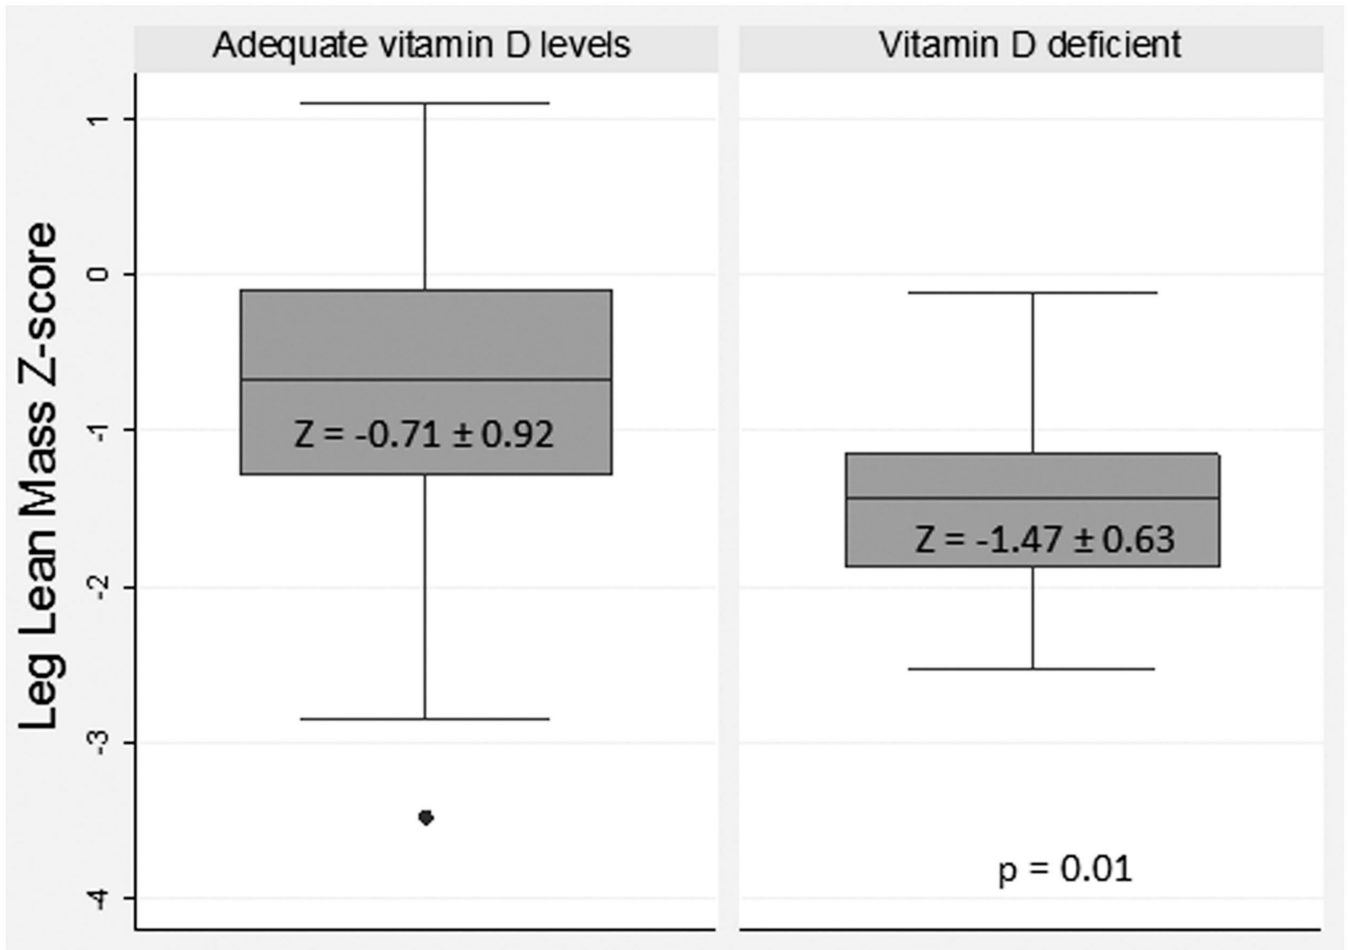 Adequate vitamin D levels
Vitamin D deficient
Leg Lean Mass Z-score
1
0
-1
-2
-3
-4
Z = -0.71 ± 0.92
Z = -1.47 ± 0.63
p = 0.01